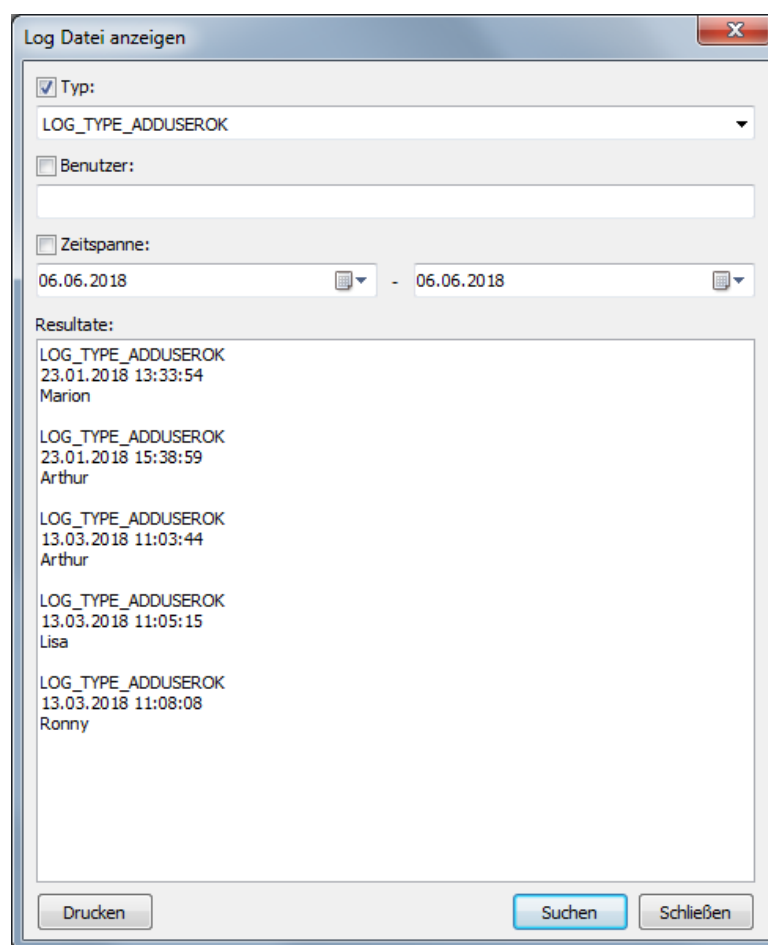 Log Datei anzeigen
Typ:
LOG_TYPE_ADDUSEROK
Benutzer:
Zeitspanne:
06.06.2018 - 06.06.2018
Resultate:
LOG_TYPE_ADDUSEROK
23.01.2018 13:33:54
Marion
LOG_TYPE_ADDUSEROK
23.01.2018 15:38:59
Arthur
LOG_TYPE_ADDUSEROK
13.03.2018 11:03:44
Arthur
LOG_TYPE_ADDUSEROK
13.03.2018 11:05:15
Lisa
LOG_TYPE_ADDUSEROK
13.03.2018 11:08:08
Ronny
Drucken Suchen Schließen